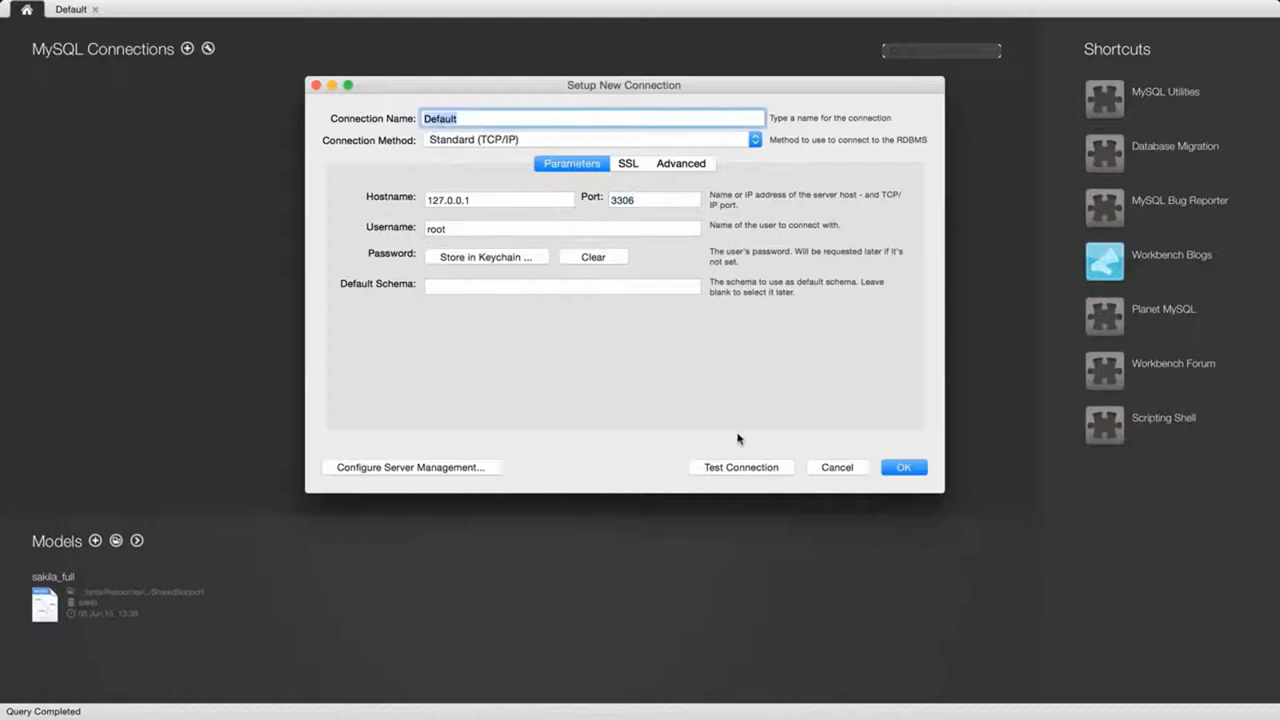 Default
MySQL Connections
Shortcuts
Setup New Connection
Connection Name: Default Type a name for the connection
Connection Method: Standard (TCP/IP) Method to use to connect to the RDBMS
Parameters SSL Advanced
Hostname: 127.0.0.1 Port: 3306 Name or IP address of the server host - and TCP/
IP port.
Username: root Name of the user to connect with.
Password: Store in Keychain ... Clear The user's password. Will be requested later if it's
not set.
Default Schema: The schema to use as default schema. Leave
blank to select it later.
Configure Server Management... Test Connection Cancel OK
MySQL Utilities
Database Migration
MySQL Bug Reporter
Workbench Blogs
Planet MySQL
Workbench Forum
Scripting Shell
Models
sakila_full
sakila
Query Completed